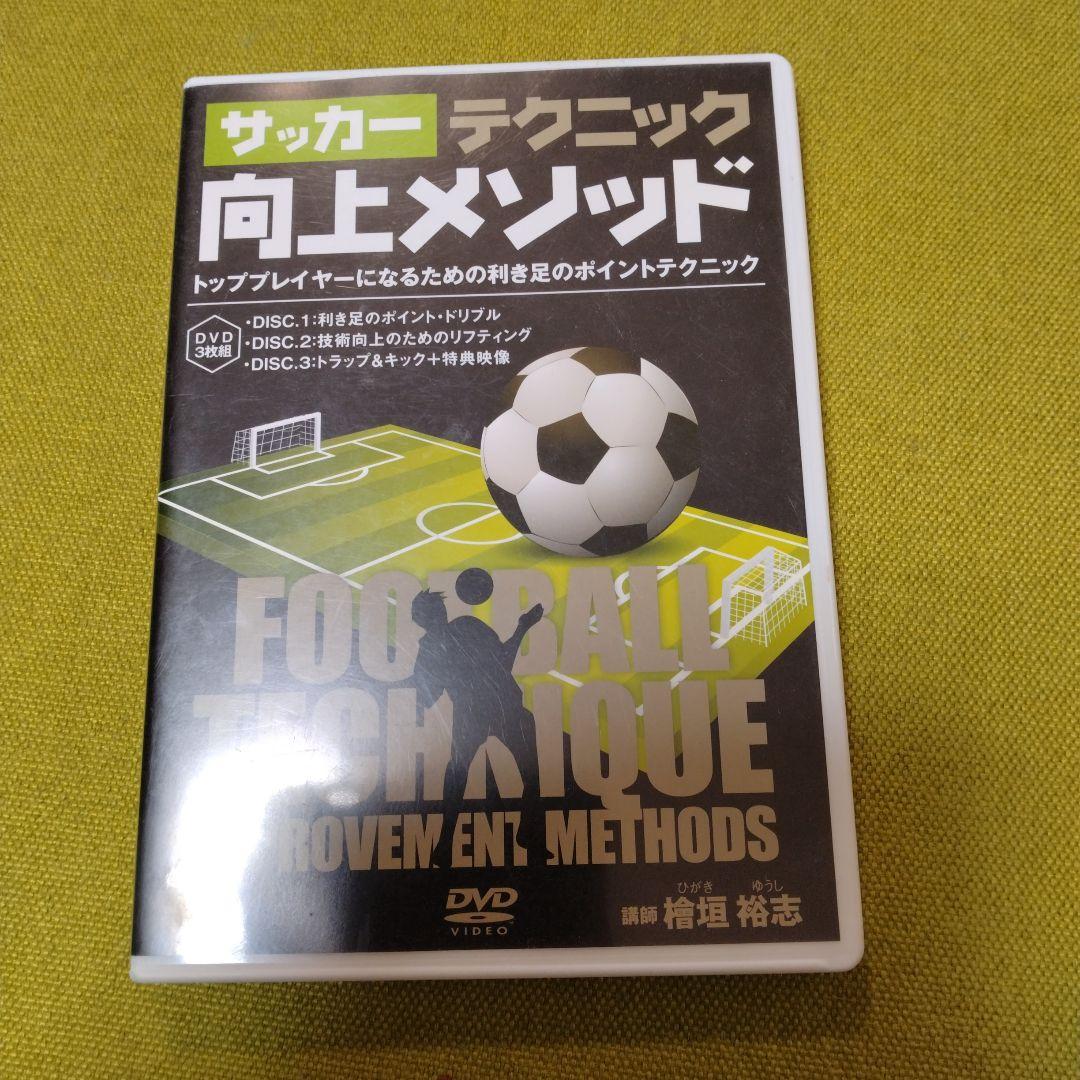 サッカー テクニック
向上メソッド
トッププレイヤーになるための利き足のポイントテクニック
DVD
3枚組
・DISC.1:利き足のポイント・ドリブル
・DISC.2:技術向上のためのリフティング
・DISC.3:トラップ&キック+特典映像
FOOTBALL
TECHNIQUE
ROVEMENT METHODS
DVD
VIDEO
ひがき ゆうし
講師 檜垣 裕志